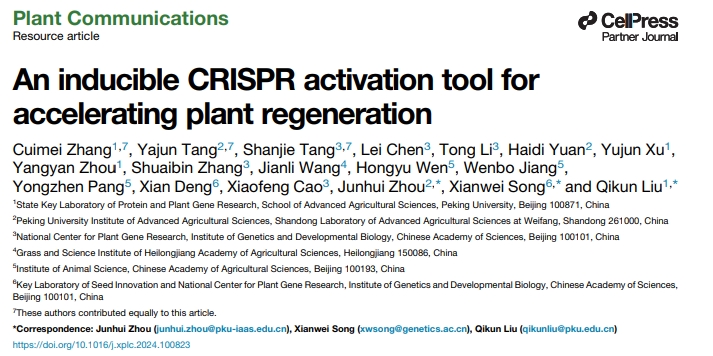 Plant Communications
Resource article
CellPress
Partner Journal
An inducible CRISPR activation tool for
accelerating plant regeneration
Cuimei Zhang1,7, Yajun Tang2,7, Shanjie Tang3,7, Lei Chen3, Tong Li3, Haidi Yuan2, Yujun Xu1,
Yangyan Zhou1, Shuaibin Zhang3, Jianli Wang4, Hongyu Wen5, Wenbo Jiang5,
Yongzhen Pang5, Xian Deng6, Xiaofeng Cao3, Junhui Zhou2,*, Xianwei Song6,* and Qikun Liu1,*
1State Key Laboratory of Protein and Plant Gene Research, School of Advanced Agricultural Sciences, Peking University, Beijing 100871, China
2Peking University Institute of Advanced Agricultural Sciences, Shandong Laboratory of Advanced Agricultural Sciences at Weifang, Shandong 261000, China
3National Center for Plant Gene Research, Institute of Genetics and Developmental Biology, Chinese Academy of Sciences, Beijing 100101, China
4Grass and Science Institute of Heilongjiang Academy of Agricultural Sciences, Heilongjiang 150086, China
5Institute of Animal Science, Chinese Academy of Agricultural Sciences, Beijing 100193, China
6Key Laboratory of Seed Innovation and National Center for Plant Gene Research, Institute of Genetics and Developmental Biology, Chinese Academy of Sciences,
Beijing 100101, China
7These authors contributed equally to this article.
*Correspondence: Junhui Zhou (junhui.zhou@pku-iaas.edu.cn), Xianwei Song (xwsong@genetics.ac.cn), Qikun Liu (qikunliu@pku.edu.cn)
https://doi.org/10.1016/j.xplc.2024.100823